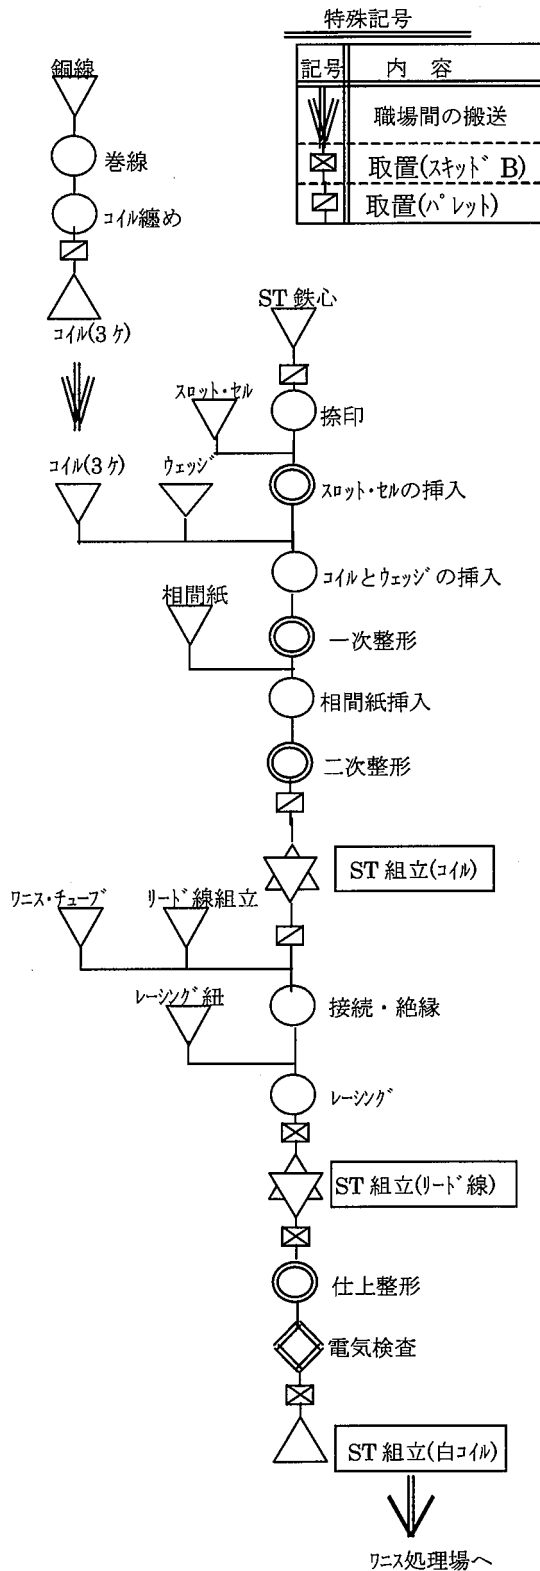 特殊記号
記号 内 容
職場間の搬送
取置(ｽｷｯﾄﾞ B)
取置(ﾊﾟﾚｯﾄ)
銅線
巻線
ｺｲﾙ纏め
ｺｲﾙ(3ヶ)
ST 鉄心
ｽﾛｯﾄ・ｾﾙ
捺印
ｺｲﾙ(3ヶ)
ｳｪｯｼﾞ
ｽﾛｯﾄ・ｾﾙの挿入
ｺｲﾙとｳｪｯｼﾞの挿入
相間紙
一次整形
相間紙挿入
二次整形
ST 組立(ｺｲﾙ)
ﾜﾆｽ・ﾁｭｰﾌﾞ
ﾘｰﾄﾞ線組立
ﾚｰｼﾝｸﾞ紐
接続・絶縁
ﾚｰｼﾝｸﾞ
ST 組立(ﾘｰﾄﾞ線)
仕上整形
電気検査
ST 組立(白ｺｲﾙ)
ﾜﾆｽ処理場へ